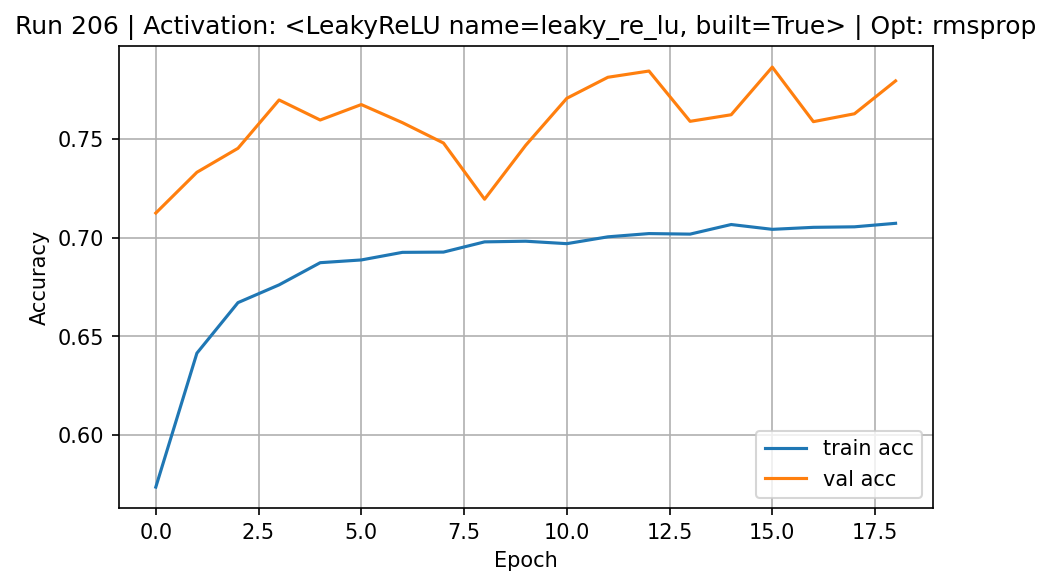 Run 206 | Activation: <LeakyReLU name=leaky_re_lu, built=True> | Opt: rmsprop
Accuracy
0.75
0.70
0.65
0.60
train acc
val acc
0.0 2.5 5.0 7.5 10.0 12.5 15.0 17.5
Epoch